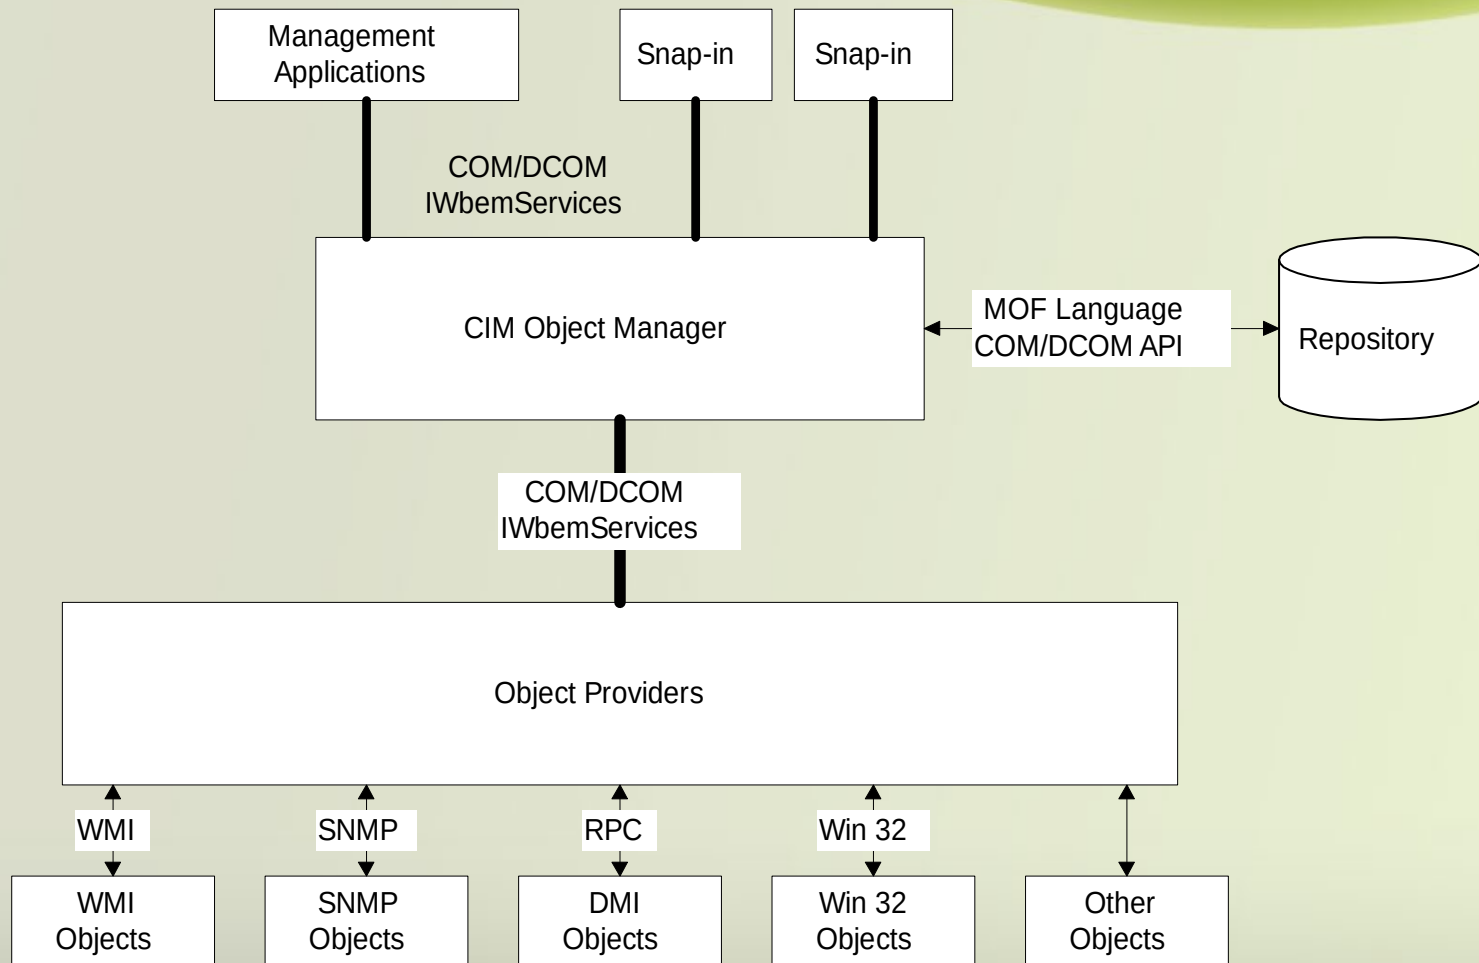 Management
Applications
Snap-in
Snap-in
COM/DCOM
IWbemServices
CIM Object Manager
MOF Language
COM/DCOM API
Repository
COM/DCOM
IWbemServices
Object Providers
WMI
SNMP
RPC
Win 32
WMI
Objects
SNMP
Objects
DMI
Objects
Win 32
Objects
Other
Objects